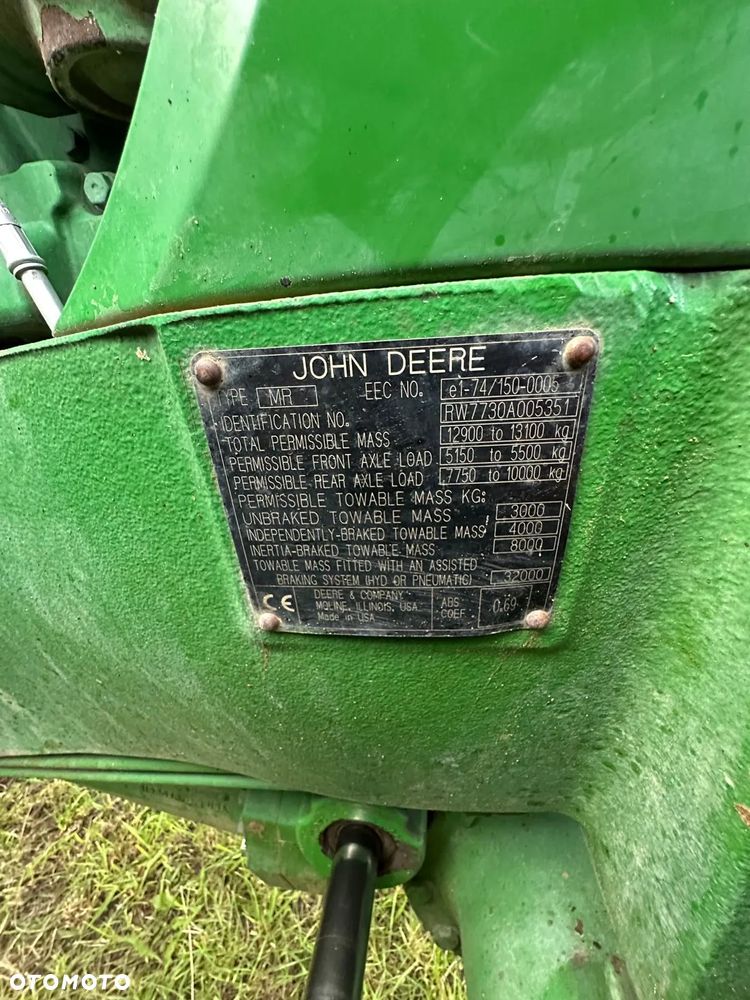 JOHN DEERE
TYPE MR EEC NO. e1-74/150-0005
IDENTIFICATION NO. RW7730A005351
TOTAL PERMISSIBLE MASS 12900 to 13100 kg
PERMISSIBLE FRONT AXLE LOAD 5150 to 5500 kg
PERMISSIBLE REAR AXLE LOAD 7750 to 10000 kg
PERMISSIBLE TOWABLE MASS KG:
UNBRAKED TOWABLE MASS 3000
INDEPENDENTLY-BRAKED TOWABLE MASS 4000
INERTIA-BRAKED TOWABLE MASS 8000
TOWABLE MASS FITTED WITH AN ASSISTED
BRAKING SYSTEM (HYD OR PNEUMATIC) 32000
CE
DEERE & COMPANY
MOLINE, ILLINOIS, USA
Made in USA
ABS
COEF.
0.69
OTOMOTO